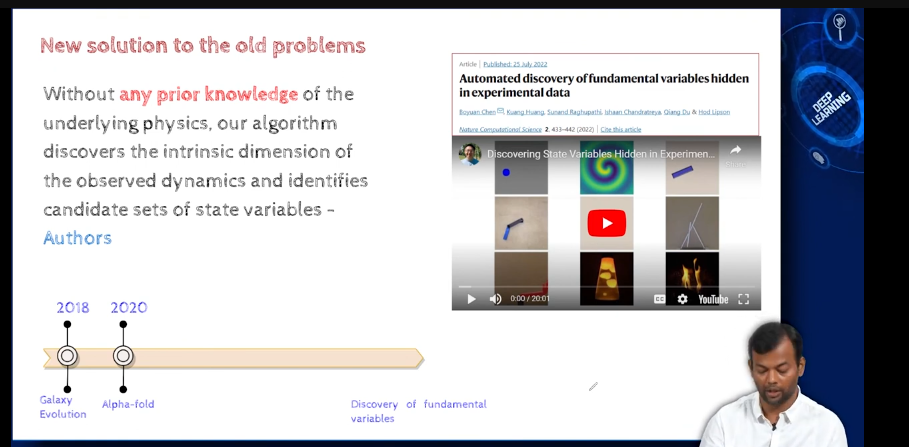 New solution to the old problems
Without any prior knowledge of the
underlying physics, our algorithm
discovers the intrinsic dimension of
the observed dynamics and identifies
candidate sets of state variables -
Authors
Article | Published: 25 July 2022
Automated discovery of fundamental variables hidden
in experimental data
Boyuan Chen, Kuang Huang, Sunand Raghupathi, Ishaan Chandratreya, Qiang Du & Hod Lipson
Nature Computational Science 2, 433–442 (2022) | Cite this article
Discovering State Variables Hidden in Experimen...
0:00 / 20:01
CC
YouTube
2018 2020
Galaxy
Evolution
Alpha-fold
Discovery of fundamental
variables
DEEP
LEARNING